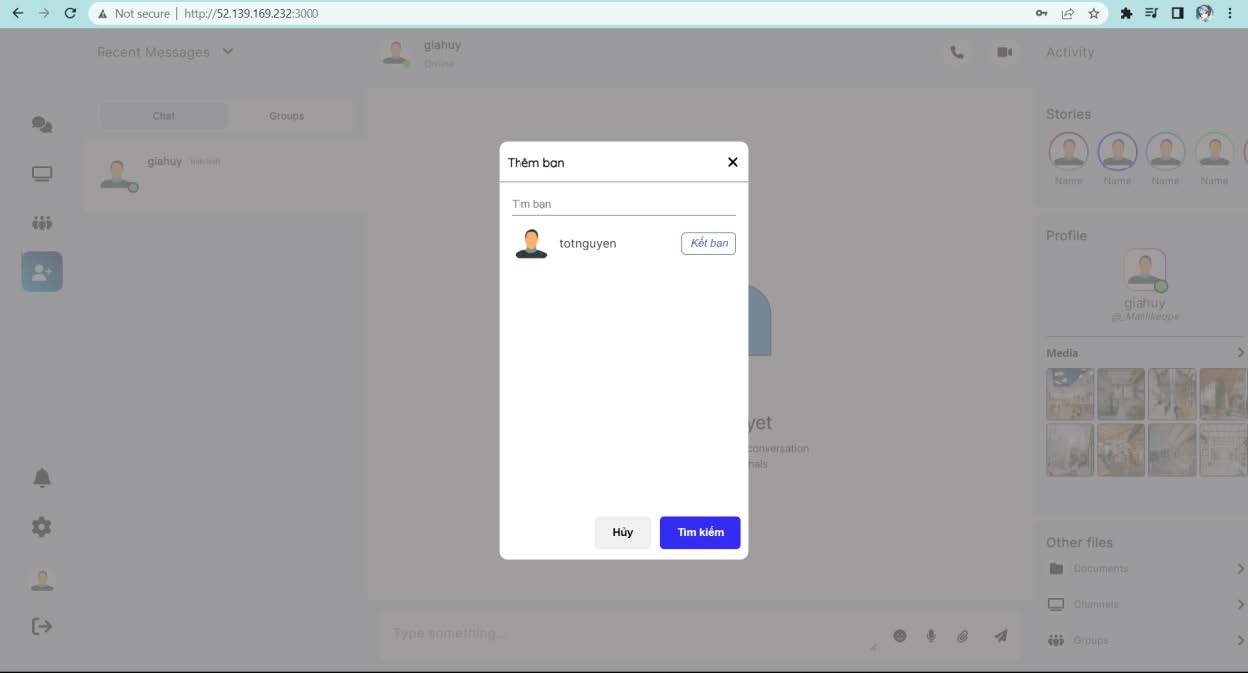 Not secure | http://52.139.169.232:3000
Recent Messages
giahuy
Online
Activity
Chat
Groups
giahuy
Stories
Name
Name
Name
Name
Thêm bạn
Tìm bạn
totnguyen
Kết bạn
Hủy
Tìm kiếm
yet
conversation
Type something...
Profile
giahuy
Media
Other files
Documents
Channels
Groups